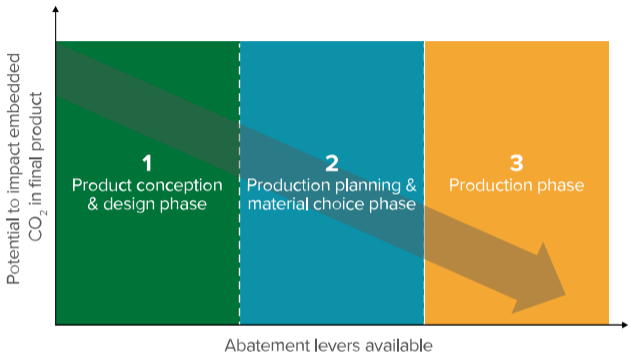 Potential to impact embedded
CO₂ in final product
1
Product conception
& design phase
2
Production planning &
material choice phase
3
Production phase
Abatement levers available